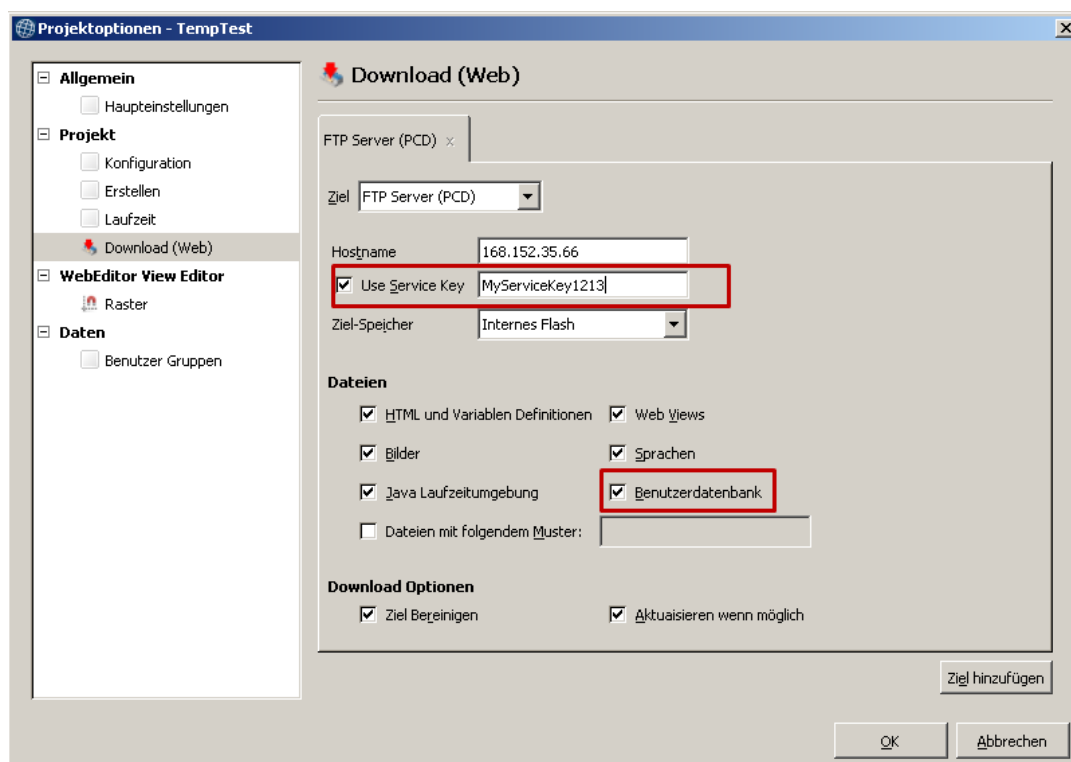 Projektoptionen - TempTest
Allgemein
Haupteinstellungen
Projekt
Konfiguration
Erstellen
Laufzeit
Download (Web)
WebEditor View Editor
Raster
Daten
Benutzer Gruppen
Download (Web)
FTP Server (PCD) x
Ziel FTP Server (PCD)
Hostname 168.152.35.66
Use Service Key MyServiceKey1213
Ziel-Speicher Internes Flash
Dateien
HTML und Variablen Definitionen Web Views
Bilder Sprachen
Java Laufzeitumgebung Benutzerdatenbank
Dateien mit folgendem Muster:
Download Optionen
Ziel Bereinigen Aktuaisieren wenn möglich
Ziel hinzufügen
OK Abbrechen